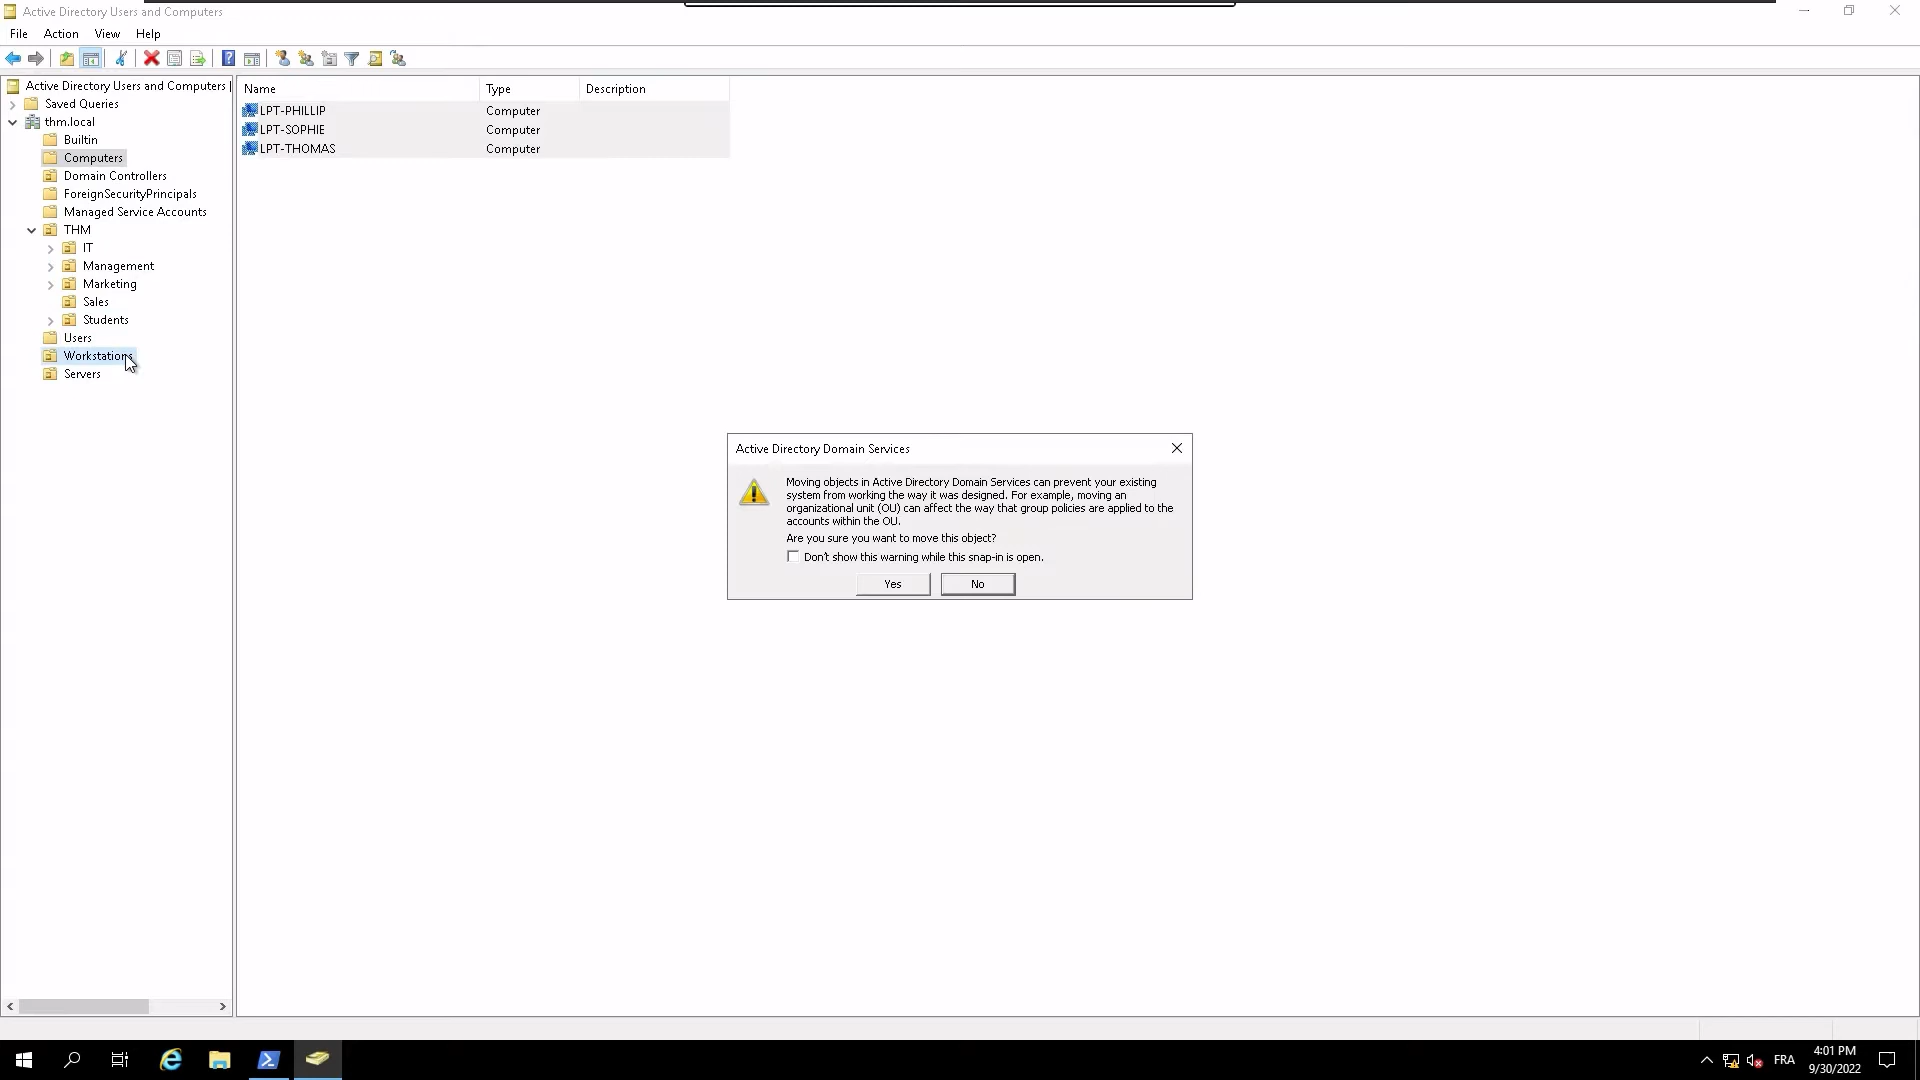 Active Directory Users and Computers
File Action View Help
Active Directory Users and Computers
Saved Queries
thm.local
Builtin
Computers
Domain Controllers
ForeignSecurityPrincipals
Managed Service Accounts
THM
IT
Management
Marketing
Sales
Students
Users
Workstations
Servers
Name Type Description
LPT-PHILLIP Computer
LPT-SOPHIE Computer
LPT-THOMAS Computer
Active Directory Domain Services
Moving objects in Active Directory Domain Services can prevent your existing
system from working the way it was designed. For example, moving an
organizational unit (OU) can affect the way that group policies are applied to the
accounts within the OU.
Are you sure you want to move this object?
Don't show this warning while this snap-in is open.
Yes No
FRA
4:01 PM
9/30/2022